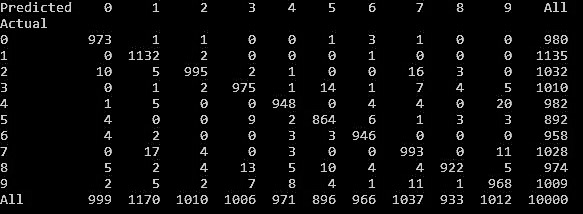 Predicted 0 1 2 3 4 5 6 7 8 9 All
Actual
0 973 1 1 0 0 1 3 1 0 0 980
1 0 1132 2 0 0 0 1 0 0 0 1135
2 10 5 995 2 1 0 0 16 3 0 1032
3 0 1 2 975 1 14 1 7 4 5 1010
4 1 5 0 0 948 0 4 4 0 20 982
5 4 0 0 9 2 864 6 1 3 3 892
6 4 2 0 0 3 3 946 0 0 0 958
7 0 17 4 0 3 0 0 993 0 11 1028
8 5 2 4 13 5 10 4 4 922 5 974
9 2 5 2 7 8 4 1 11 1 968 1009
All 999 1170 1010 1006 971 896 966 1037 933 1012 10000